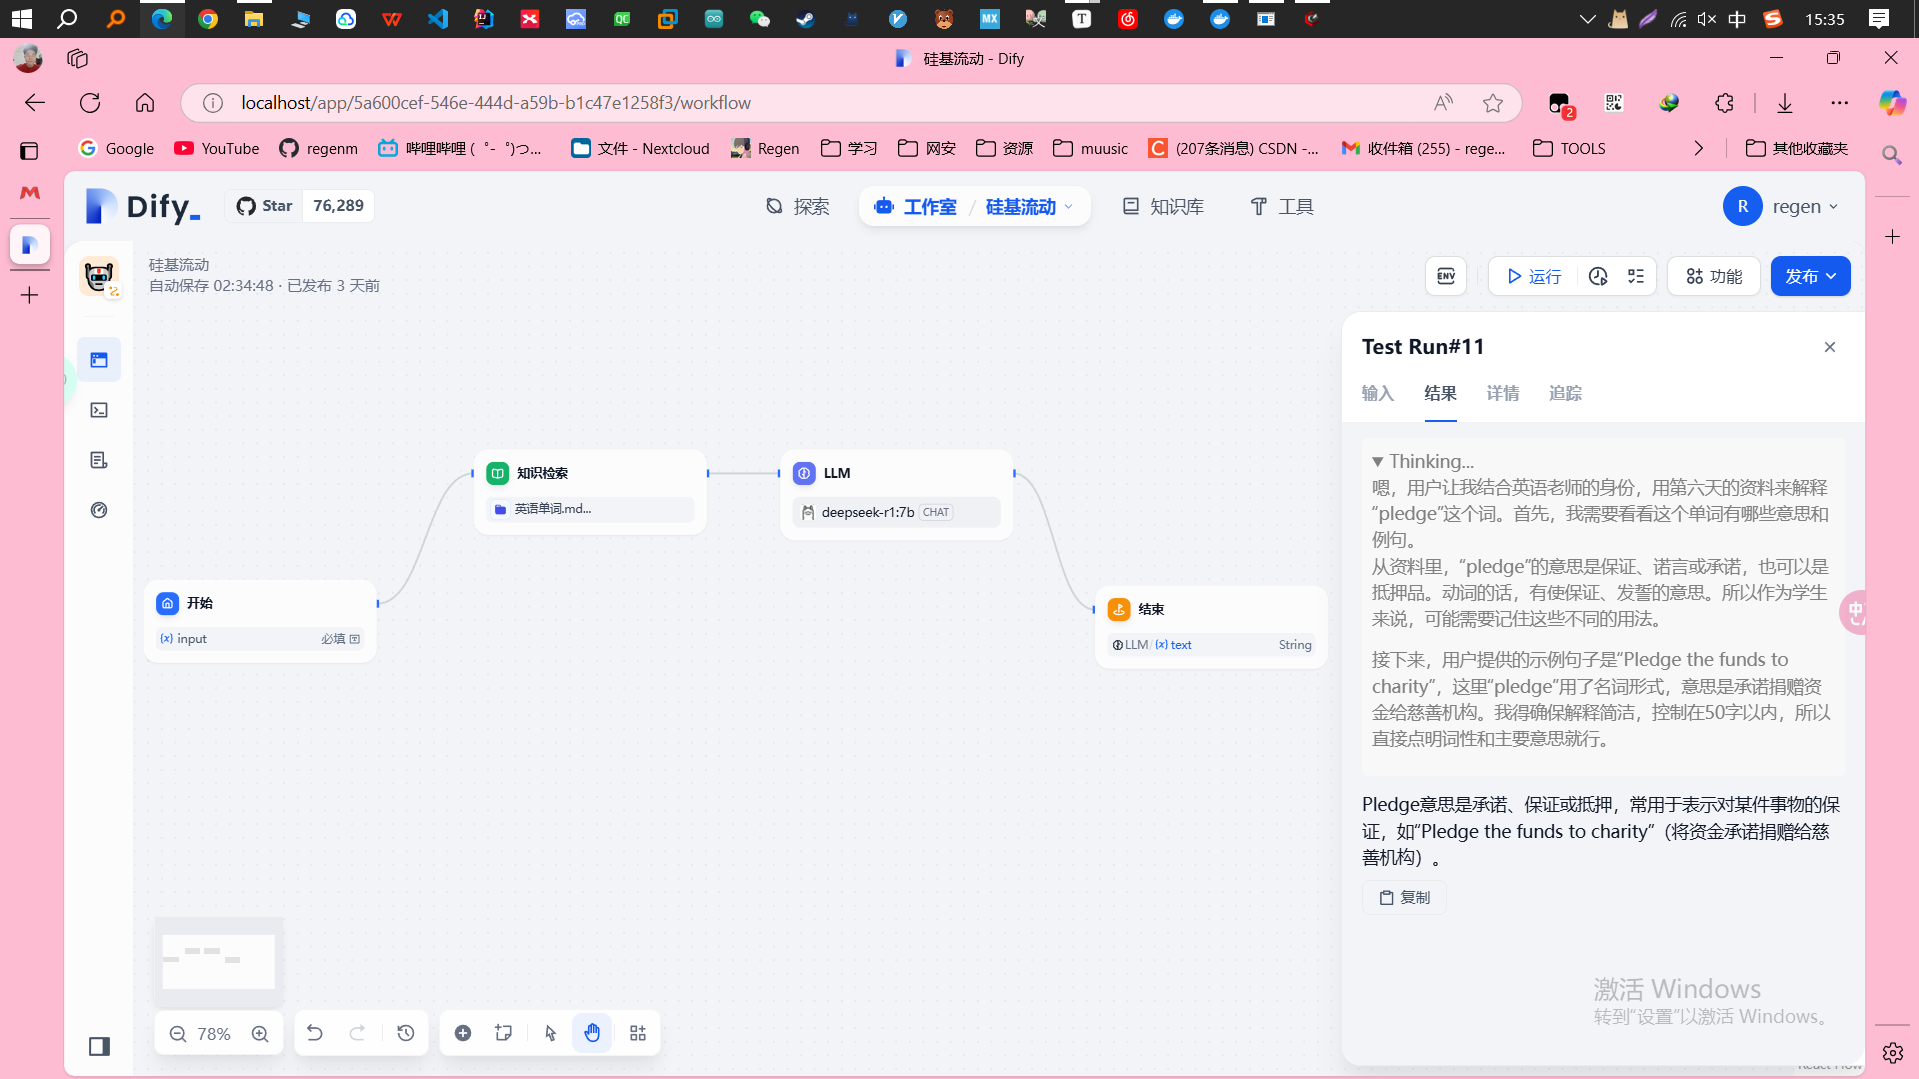 QC
MX
T
中
15:35
硅基流动 - Dify
localhost/app/5a600cef-546e-444d-a59b-b1c47e1258f3/workflow
2
Google
YouTube
regenm
哔哩哔哩 (゜-゜)つ...
文件 - Nextcloud
Regen
学习
网安
资源
muusic
(207条消息) CSDN -...
收件箱 (255) - rege...
TOOLS
其他收藏夹
Dify_
Star
76,289
探索
工作室 / 硅基流动
知识库
工具
R
regen
硅基流动
自动保存 02:34:48 · 已发布 3 天前
ENV
运行
功能
发布
Test Run#11
输入
结果
详情
追踪
▼ Thinking...
嗯，用户让我结合英语老师的身份，用第六天的资料来解释
“pledge”这个词。首先，我需要看看这个单词有哪些意思和
例句。
从资料里，“pledge”的意思是保证、诺言或承诺，也可以是
抵押品。动词的话，有使保证、发誓的意思。所以作为学生
来说，可能需要记住这些不同的用法。
接下来，用户提供的示例句子是“Pledge the funds to
charity”，这里“pledge”用了名词形式，意思是承诺捐赠资
金给慈善机构。我得确保解释简洁，控制在50字以内，所以
直接点明词性和主要意思就行。
Pledge意思是承诺、保证或抵押，常用于表示对某件事物的保
证，如“Pledge the funds to charity”（将资金承诺捐赠给慈
善机构）。
复制
知识检索
英语单词.md...
LLM
deepseek-r1:7b CHAT
开始
(x) input
必填
结束
LLM / (x) text
String
78%
激活 Windows
转到“设置”以激活 Windows。
React Flow